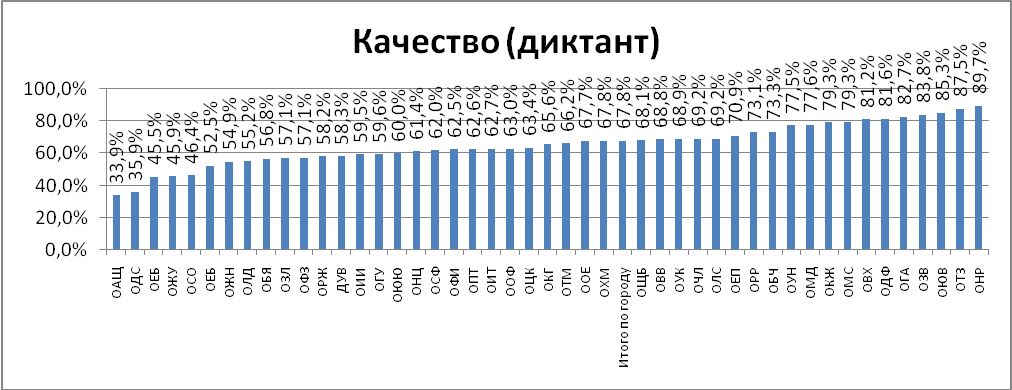 Качество (диктант)
100,0%
80,0%
60,0%
40,0%
20,0%
0,0%
33,9%
35,9%
45,5%
45,9%
46,4%
52,5%
54,9%
55,2%
56,8%
57,1%
57,1%
58,2%
58,3%
59,5%
59,6%
60,0%
61,4%
62,0%
62,5%
62,6%
62,7%
63,0%
63,4%
65,6%
66,2%
67,7%
67,8%
67,8%
68,1%
68,8%
68,9%
69,2%
69,2%
70,9%
73,1%
73,3%
77,5%
77,6%
79,3%
79,3%
81,2%
81,6%
82,7%
83,8%
85,3%
87,5%
89,7%
ОАЩ
ОДС
ОЕБ
ОЖУ
ОСО
ОЕБ
ОЖН
ОЛД
ОБЯ
ОЗЛ
ОФЗ
ОРЖ
ДУВ
ОИИ
ОГУ
ОЮЮ
ОНЦ
ОСФ
ОФИ
ОПТ
ОИТ
ООФ
ОЦК
ОКГ
ОТМ
ООЕ
ОХМ
Итого по городу
ОЩБ
ОВВ
ОУК
ОЧЛ
ОЛС
ОЕП
ОРР
ОБЧ
ОУН
ОМД
ОКЖ
ОМС
ОВХ
ОДФ
ОГА
ОЗВ
ОЮВ
ОТЗ
ОНР